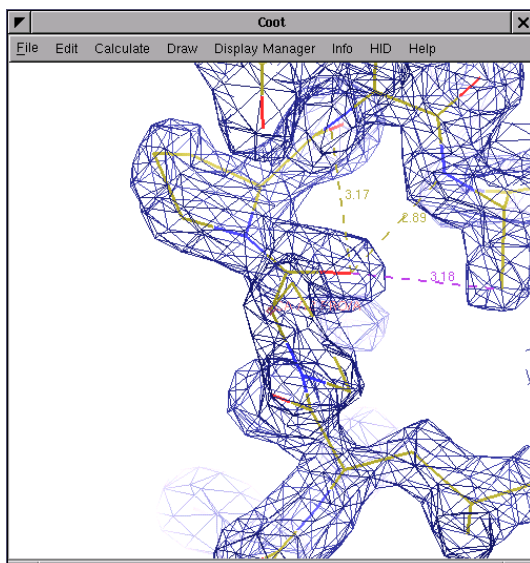 Coot
File Edit Calculate Draw Display Manager Info HID Help
3.17
2.89
3.18